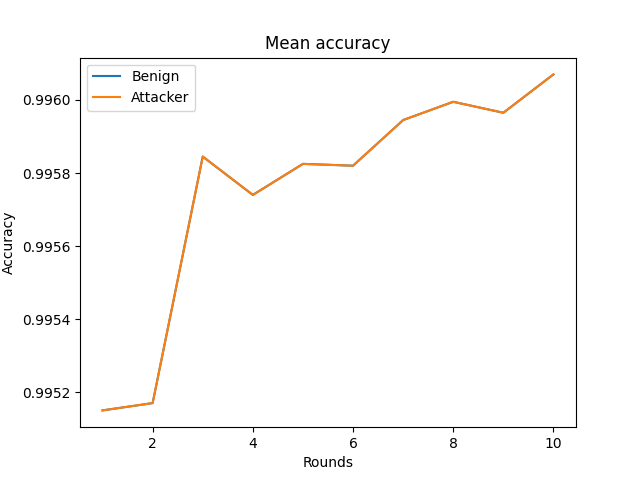 Mean accuracy
Benign
Attacker
0.9960
0.9958
0.9956
0.9954
0.9952
Accuracy
2 4 6 8 10
Rounds